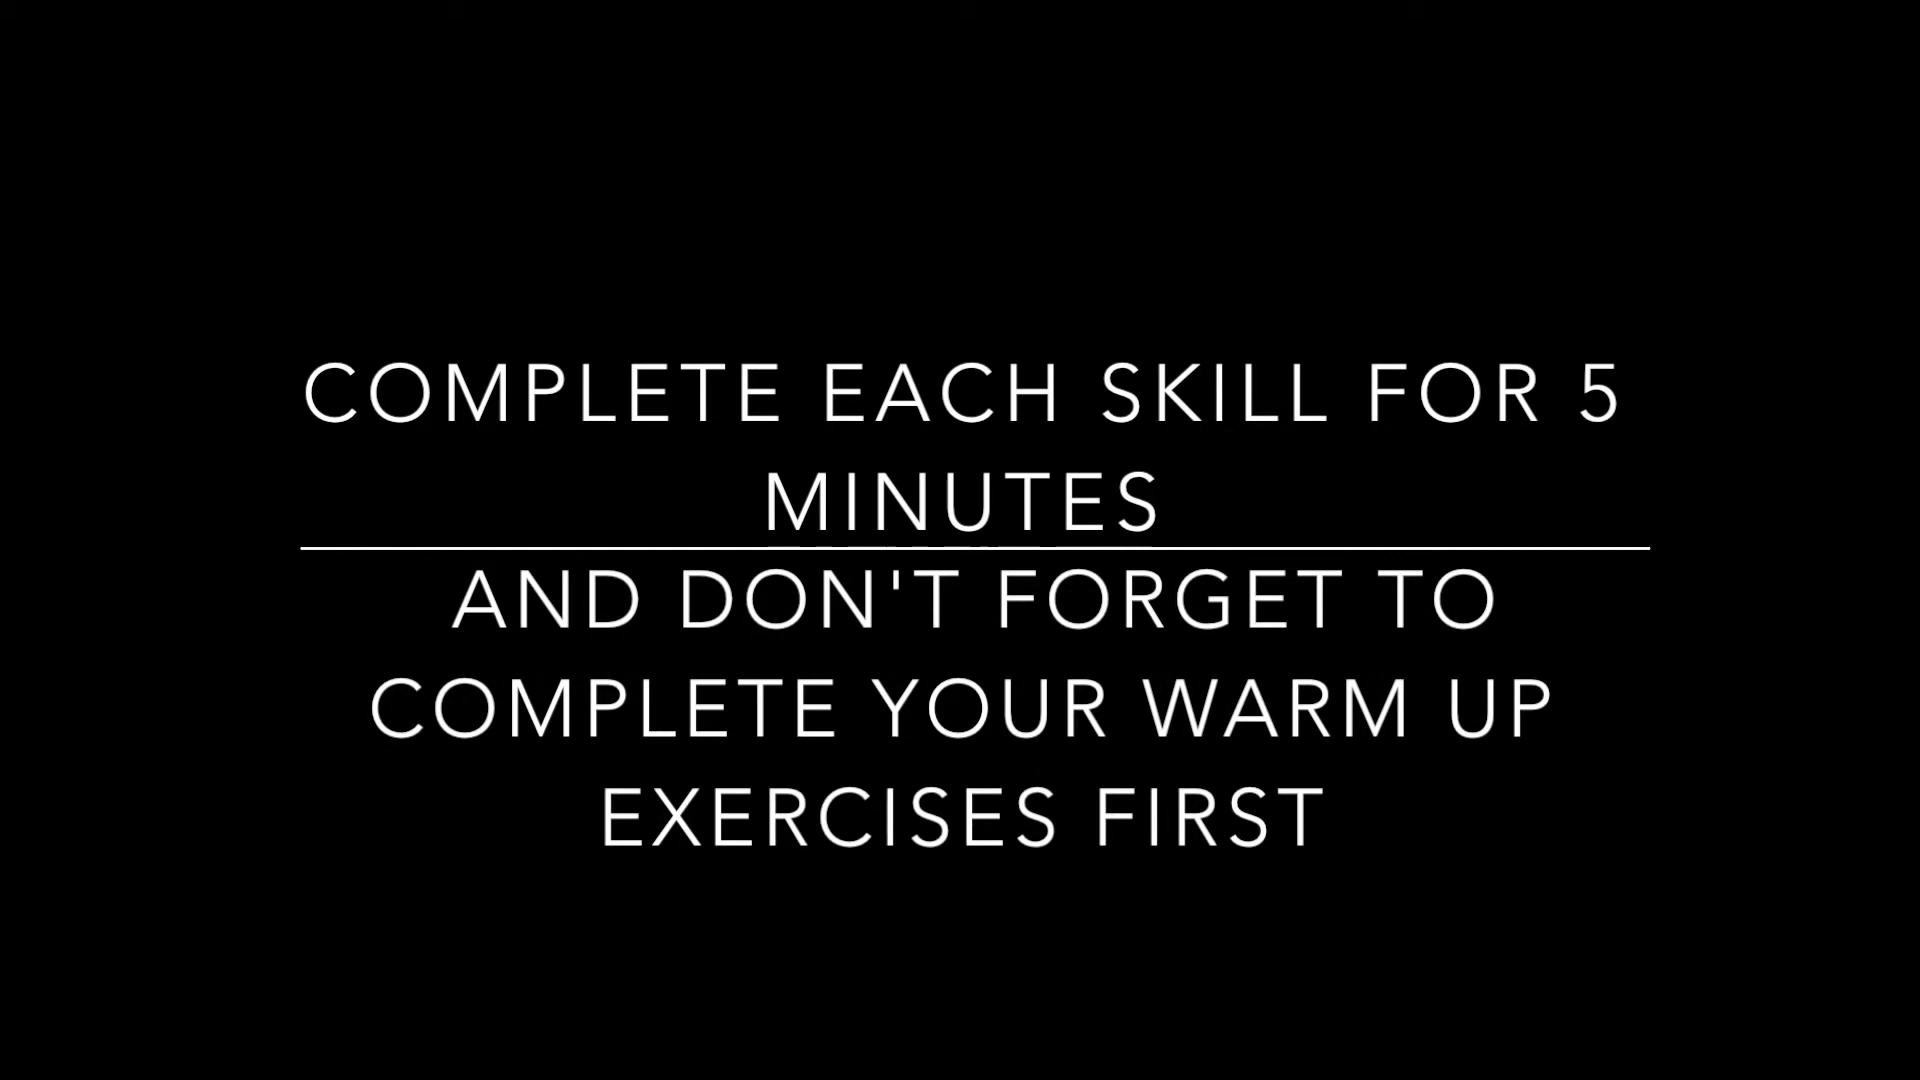 COMPLETE EACH SKILL FOR 5
MINUTES
AND DON'T FORGET TO
COMPLETE YOUR WARM UP
EXERCISES FIRST